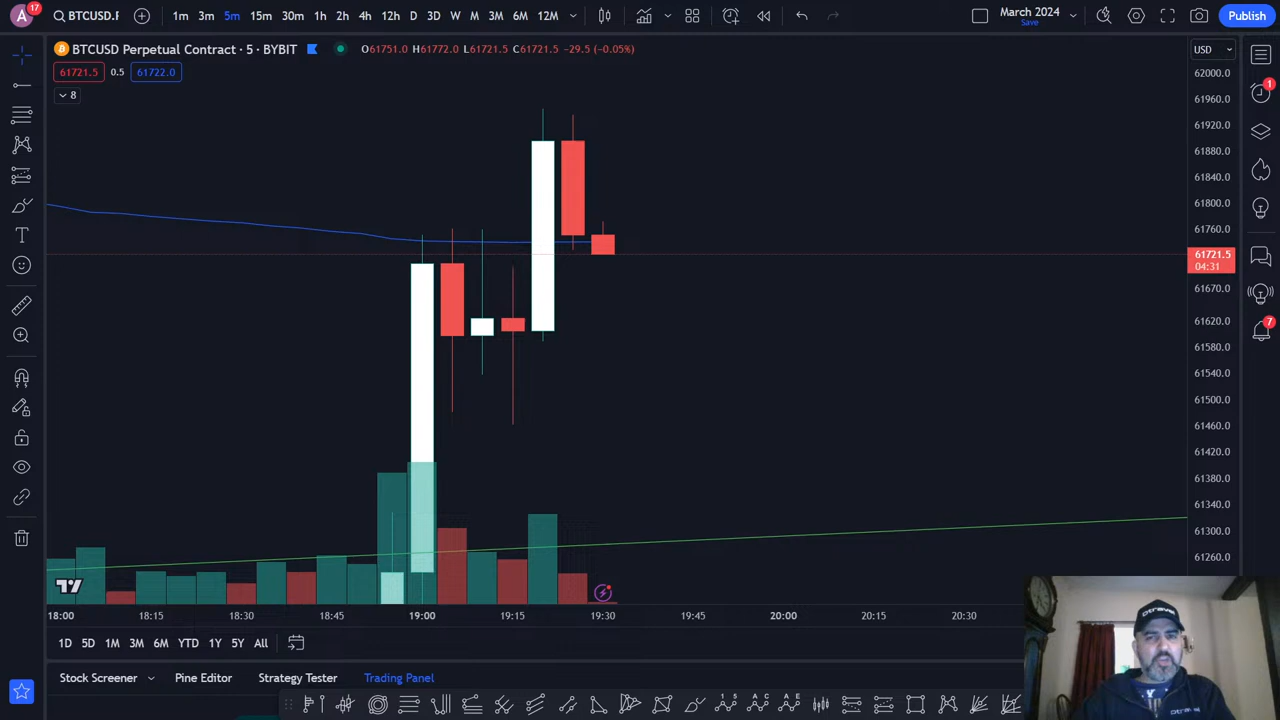 A 17 BTCUSD.F 1m 3m 5m 15m 30m 1h 2h 4h 12h D 3D W M 3M 6M 12M March 2024 Save Publish
BTCUSD Perpetual Contract · 5 · BYBIT O61751.0 H61772.0 L61721.5 C61721.5 -29.5 (-0.05%) USD
61721.5 0.5 61722.0
8
62000.0
61960.0
61920.0
61880.0
61840.0
61800.0
61760.0
61721.5
04:31
61670.0
61620.0
61580.0
61540.0
61500.0
61460.0
61420.0
61380.0
61340.0
61300.0
61260.0
1
7
18:00 18:15 18:30 18:45 19:00 19:15 19:30 19:45 20:00 20:15 20:30
1D 5D 1M 3M 6M YTD 1Y 5Y All
Stock Screener Pine Editor Strategy Tester Trading Panel
dtravel
dtravel